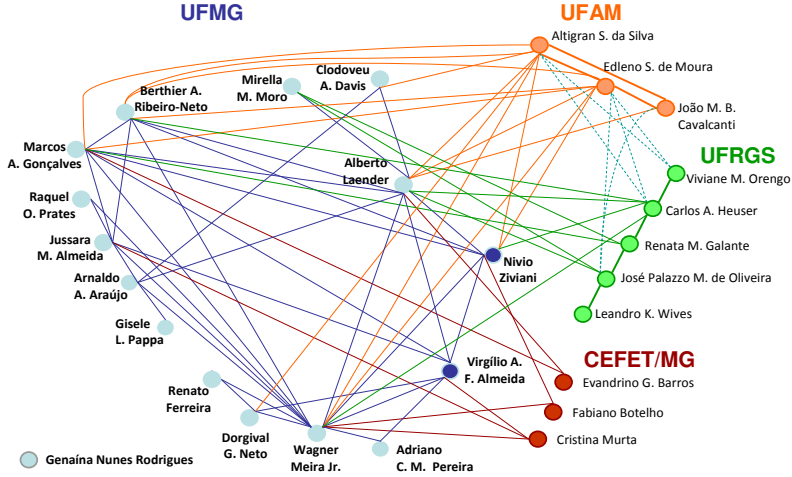 UFMG
UFAM
Altigran S. da Silva
Edleno S. de Moura
Clodoveu
A. Davis
Mirella
M. Moro
Berthier A.
Ribeiro-Neto
João M. B.
Cavalcanti
Marcos
A. Gonçalves
UFRGS
Alberto
Laender
Viviane M. Orengo
Raquel
O. Prates
Carlos A. Heuser
Jussara
M. Almeida
Renata M. Galante
Nivio
Ziviani
Arnaldo
A. Araújo
José Palazzo M. de Oliveira
Gisele
L. Pappa
Leandro K. Wives
CEFET/MG
Virgílio A.
F. Almeida
Evandrino G. Barros
Renato
Ferreira
Fabiano Botelho
Dorgival
G. Neto
Wagner
Meira Jr.
Adriano
C. M. Pereira
Cristina Murta
Genaína Nunes Rodrigues